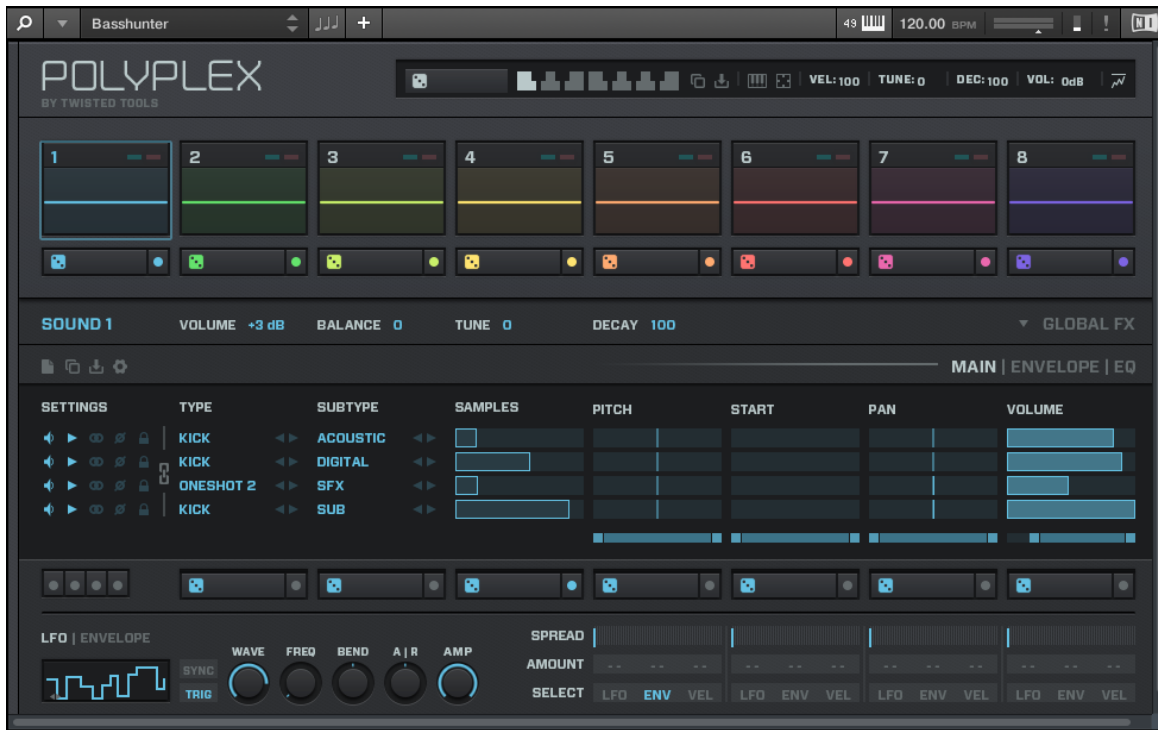 Basshunter 49 120.00 BPM ! NI
POLYPLEX
BY TWISTED TOOLS
VEL:100 TUNE:0 DEC:100 VOL: 0dB
1 2 3 4 5 6 7 8
SOUND 1 VOLUME +3 dB BALANCE 0 TUNE 0 DECAY 100 GLOBAL FX
MAIN | ENVELOPE | EQ
SETTINGS TYPE SUBTYPE SAMPLES PITCH START PAN VOLUME
KICK ACOUSTIC
KICK DIGITAL
ONESHOT 2 SFX
KICK SUB
LFO | ENVELOPE WAVE FREQ BEND A|R AMP SPREAD
SYNC AMOUNT -- -- -- -- -- -- -- -- -- -- -- --
TRIG SELECT LFO ENV VEL LFO ENV VEL LFO ENV VEL LFO ENV VEL